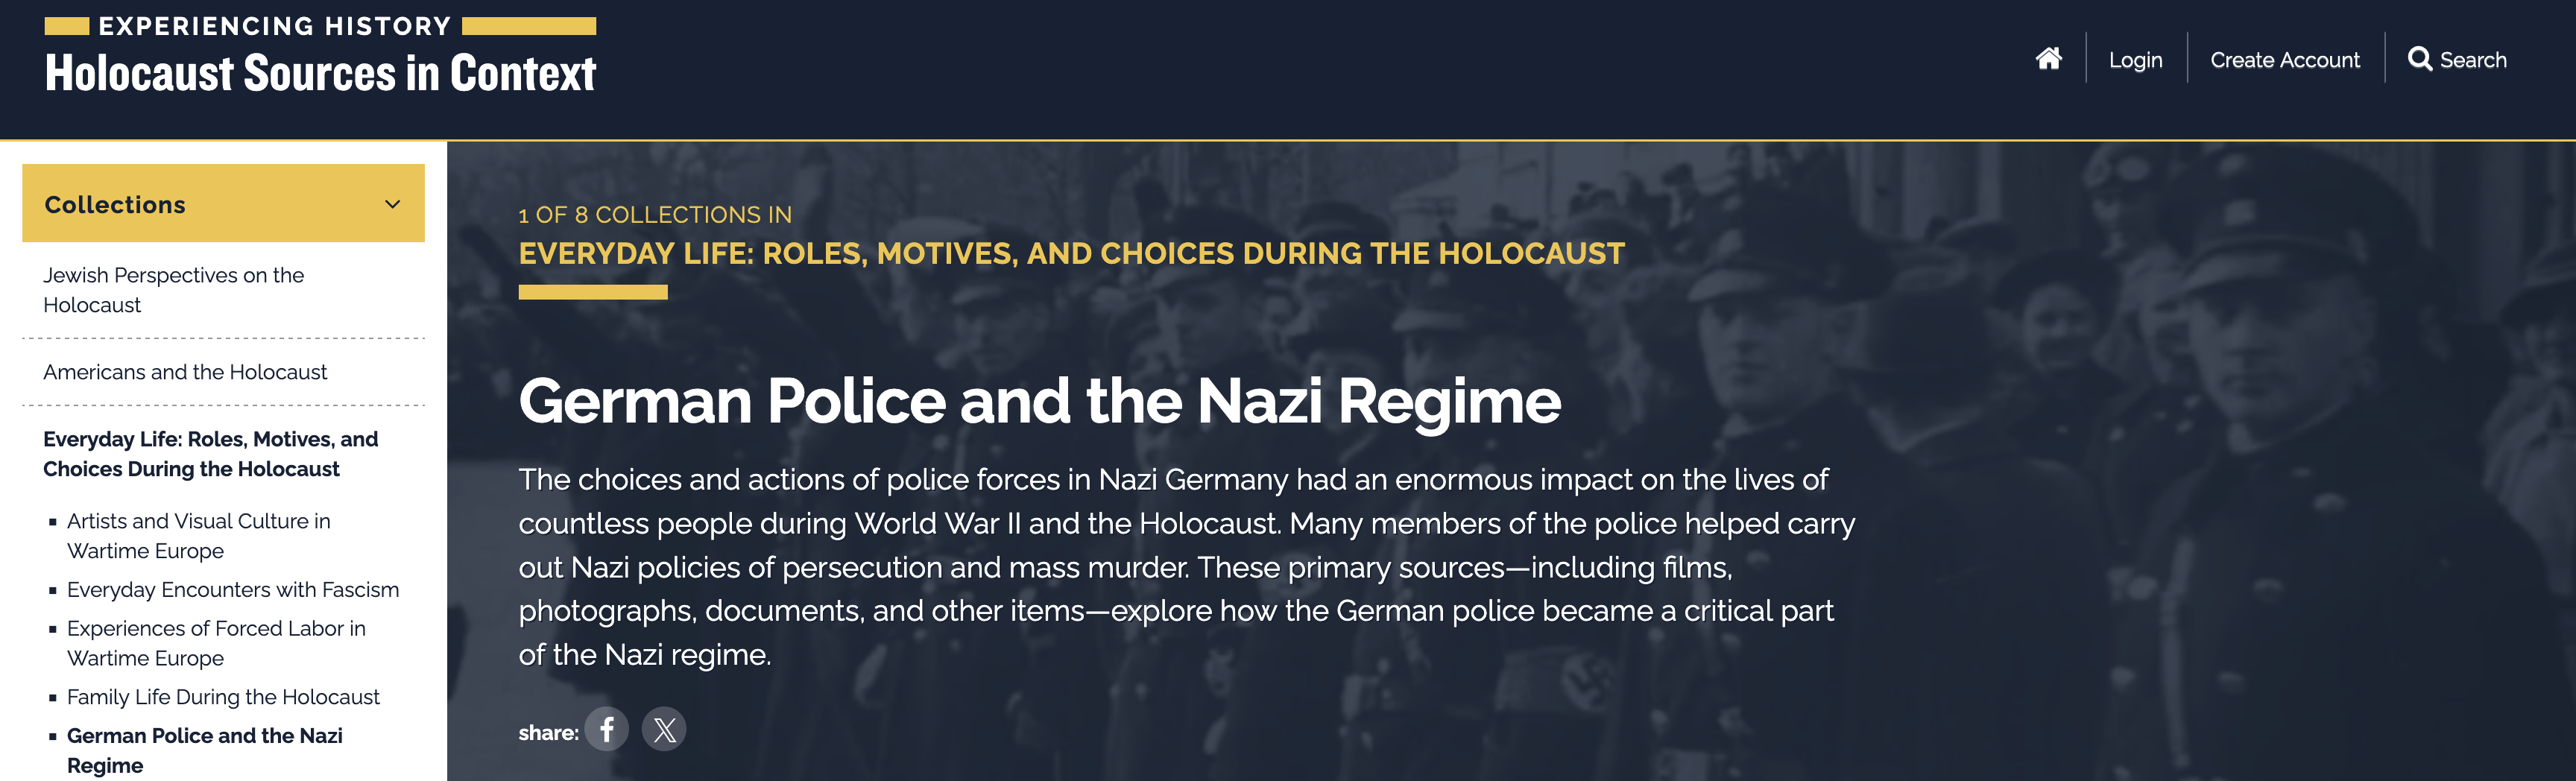 EXPERIENCING HISTORY
Holocaust Sources in Context
Login
Create Account
Search
Collections
Jewish Perspectives on the
Holocaust
Americans and the Holocaust
Everyday Life: Roles, Motives, and
Choices During the Holocaust
Artists and Visual Culture in
Wartime Europe
Everyday Encounters with Fascism
Experiences of Forced Labor in
Wartime Europe
Family Life During the Holocaust
German Police and the Nazi
Regime
1 OF 8 COLLECTIONS IN
EVERYDAY LIFE: ROLES, MOTIVES, AND CHOICES DURING THE HOLOCAUST
German Police and the Nazi Regime
The choices and actions of police forces in Nazi Germany had an enormous impact on the lives of
countless people during World War II and the Holocaust. Many members of the police helped carry
out Nazi policies of persecution and mass murder. These primary sources—including films,
photographs, documents, and other items—explore how the German police became a critical part
of the Nazi regime.
share: